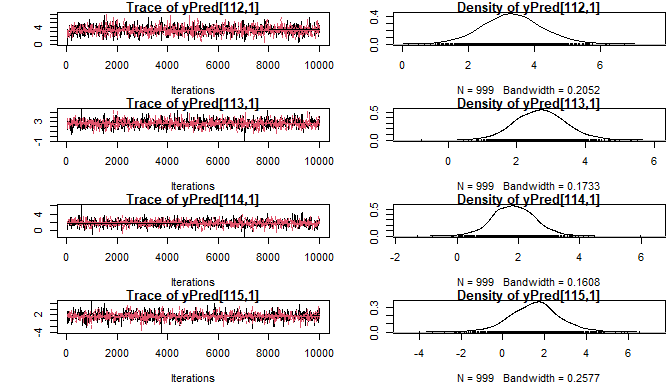 Trace of yPred[112,1]
0 4
0 2000 4000 6000 8000 10000
Iterations
Density of yPred[112,1]
0.0 0.4
0 2 4 6
N = 999 Bandwidth = 0.2052
Trace of yPred[113,1]
-1 3
0 2000 4000 6000 8000 10000
Iterations
Density of yPred[113,1]
0.0 0.5
0 2 4 6
N = 999 Bandwidth = 0.1733
Trace of yPred[114,1]
0 4
0 2000 4000 6000 8000 10000
Iterations
Density of yPred[114,1]
0.0 0.5
-2 0 2 4 6
N = 999 Bandwidth = 0.1608
Trace of yPred[115,1]
-4 2
0 2000 4000 6000 8000 10000
Iterations
Density of yPred[115,1]
0.0 0.3
-4 -2 0 2 4 6
N = 999 Bandwidth = 0.2577